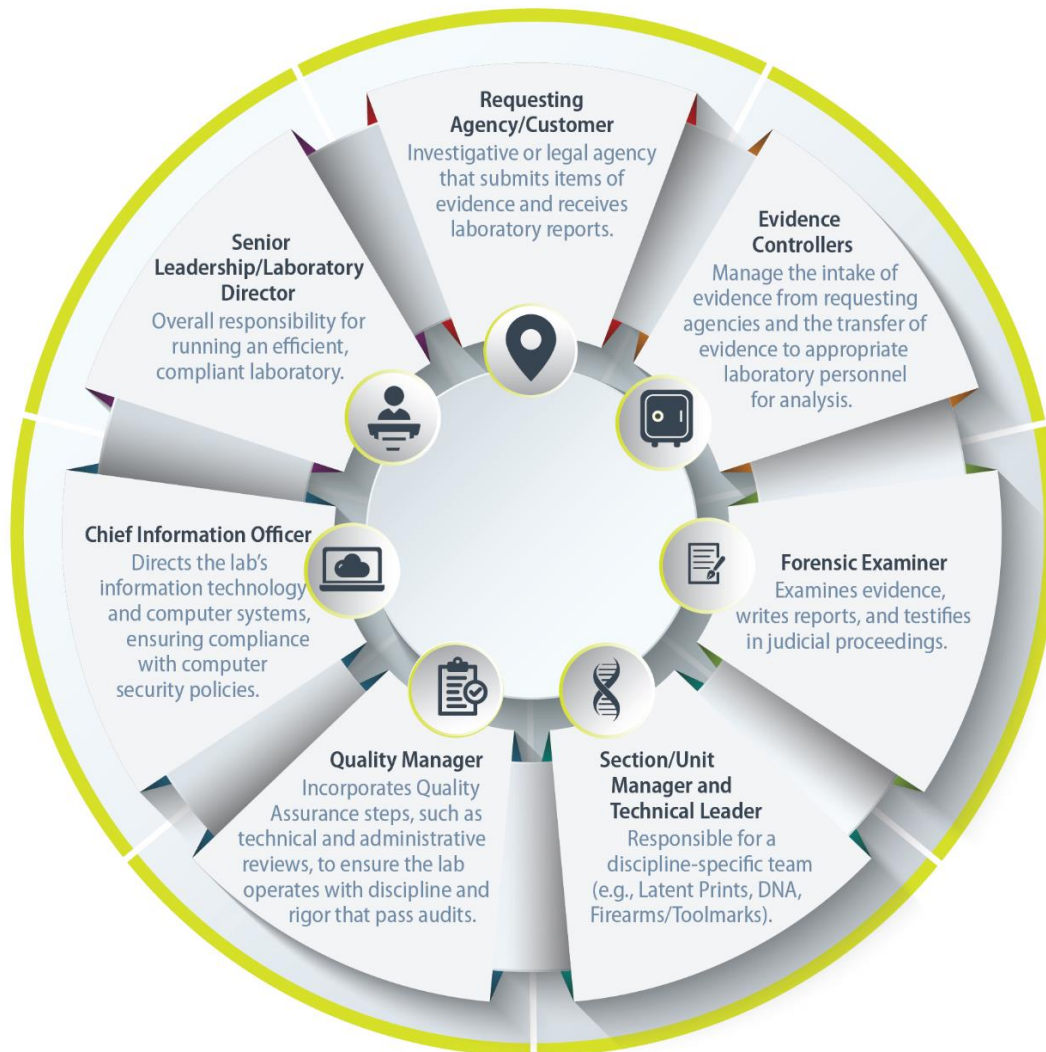 Requesting
Agency/Customer
Investigative or legal agency
that submits items of
evidence and receives
laboratory reports.
Evidence
Controllers
Manage the intake of
evidence from requesting
agencies and the transfer of
evidence to appropriate
laboratory personnel
for analysis.
Forensic Examiner
Examines evidence,
writes reports, and testifies
in judicial proceedings.
Section/Unit
Manager and
Technical Leader
Responsible for a
discipline-specific team
(e.g., Latent Prints, DNA,
Firearms/Toolmarks).
Quality Manager
Incorporates Quality
Assurance steps, such as
technical and administrative
reviews, to ensure the lab
operates with discipline and
rigor that pass audits.
Chief Information Officer
Directs the lab's
information technology
and computer systems,
ensuring compliance
with computer
security policies.
Senior
Leadership/Laboratory
Director
Overall responsibility for
running an efficient,
compliant laboratory.